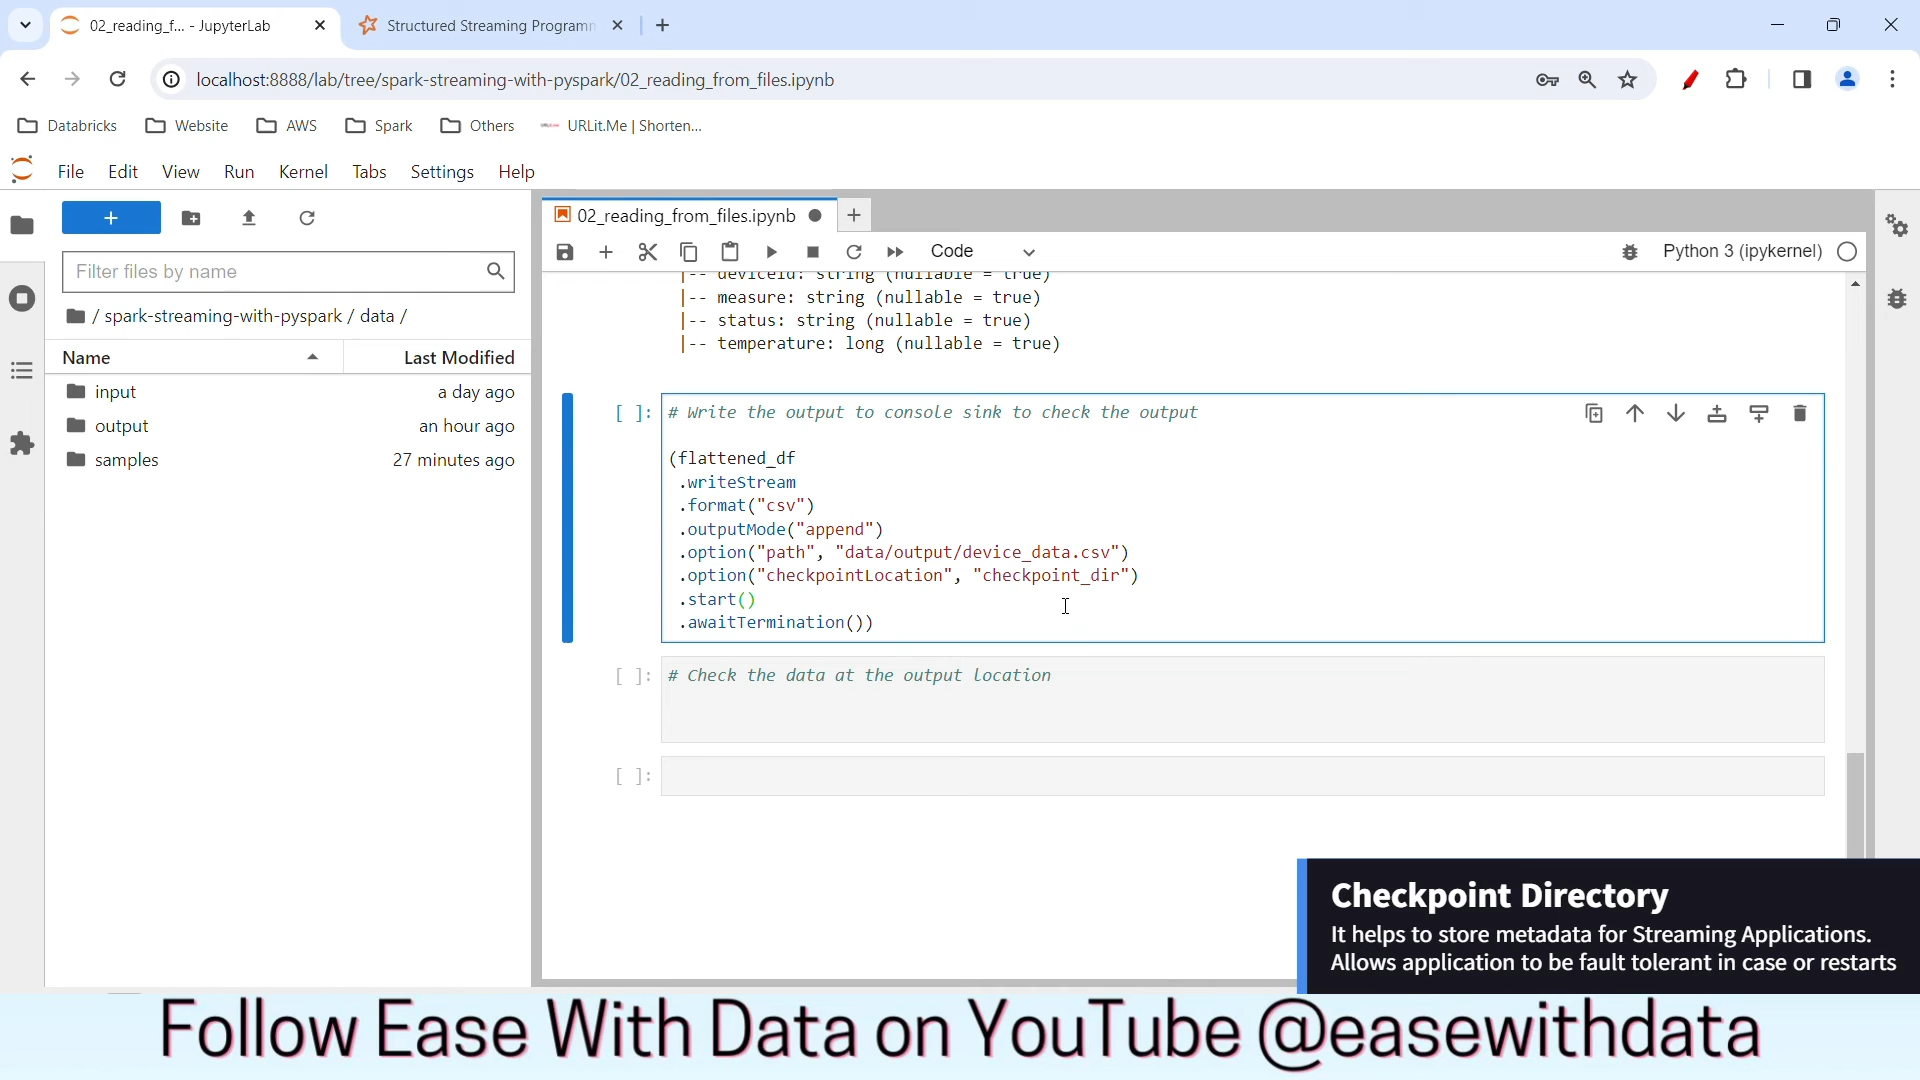 02_reading_f... - JupyterLab
Structured Streaming Programm
localhost:8888/lab/tree/spark-streaming-with-pyspark/02_reading_from_files.ipynb
Databricks Website AWS Spark Others URLit.Me | Shorten...
File Edit View Run Kernel Tabs Settings Help
Filter files by name
/ spark-streaming-with-pyspark / data /
Name Last Modified
input a day ago
output an hour ago
samples 27 minutes ago
02_reading_from_files.ipynb
Code
Python 3 (ipykernel)
|-- deviceId: string (nullable = true)
|-- measure: string (nullable = true)
|-- status: string (nullable = true)
|-- temperature: long (nullable = true)
[ ]: # Write the output to console sink to check the output
(flattened_df
.writeStream
.format("csv")
.outputMode("append")
.option("path", "data/output/device_data.csv")
.option("checkpointLocation", "checkpoint_dir")
.start()
.awaitTermination())
[ ]: # Check the data at the output location
[ ]:
Checkpoint Directory
It helps to store metadata for Streaming Applications.
Allows application to be fault tolerant in case or restarts
Follow Ease With Data on YouTube @easewithdata